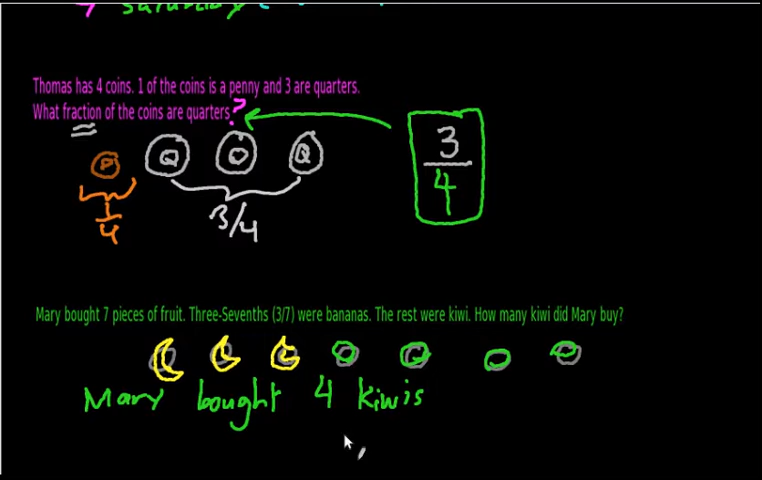 Saturday
Thomas has 4 coins. 1 of the coins is a penny and 3 are quarters.
What fraction of the coins are quarters?
P Q Q Q
1/4
3/4
3/4
Mary bought 7 pieces of fruit. Three-Sevenths (3/7) were bananas. The rest were kiwi. How many kiwi did Mary buy?
Mary bought 4 kiwis